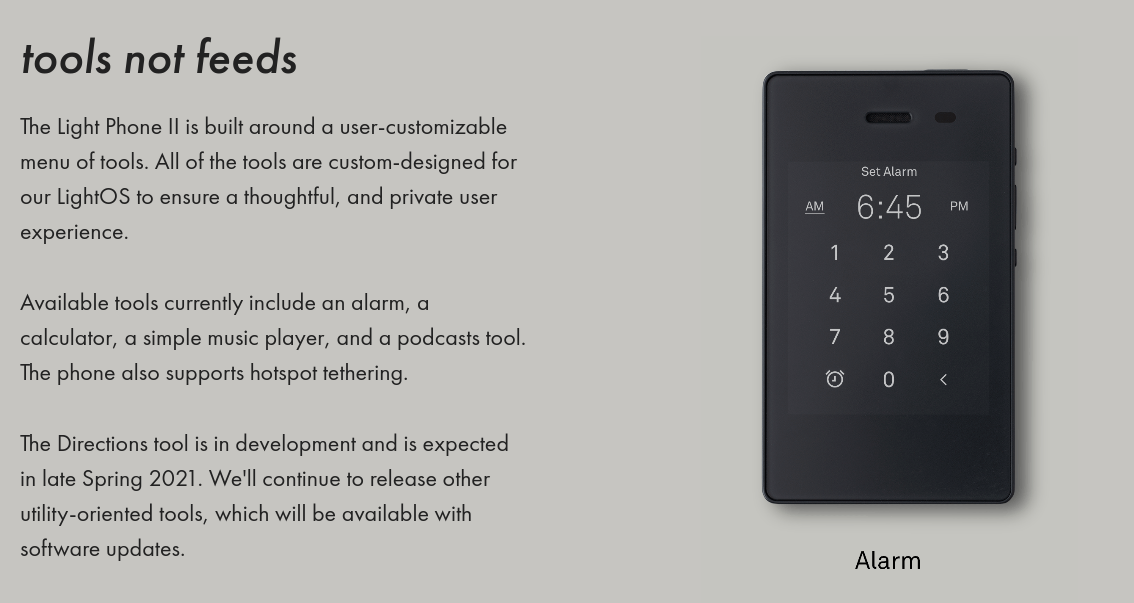 tools not feeds
The Light Phone II is built around a user-customizable
menu of tools. All of the tools are custom-designed for
our LightOS to ensure a thoughtful, and private user
experience.
Available tools currently include an alarm, a
calculator, a simple music player, and a podcasts tool.
The phone also supports hotspot tethering.
The Directions tool is in development and is expected
in late Spring 2021. We'll continue to release other
utility-oriented tools, which will be available with
software updates.
Set Alarm
AM 6:45 PM
1 2 3
4 5 6
7 8 9
0 <
Alarm